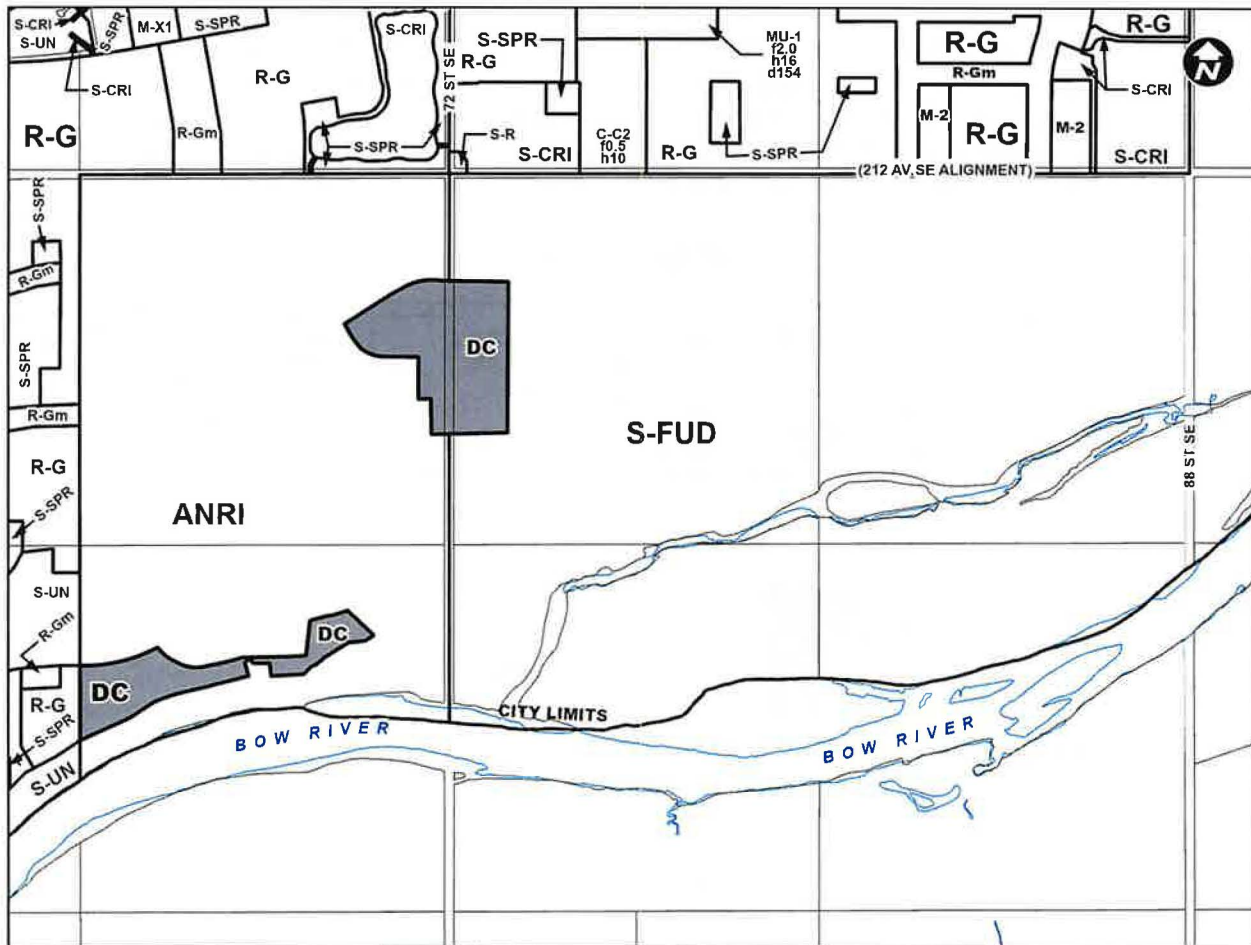 S-CRI
S-UN
S-SPR
M-X1
S-SPR
S-CRI
R-G
R-Gm
R-G
S-CRI
S-SPR
72 ST SE
S-SPR
R-G
S-R
S-CRI
C-C2
f0.5
h10
MU-1
f2.0
h16
d154
R-G
S-SPR
R-G
R-Gm
M-2
R-G
M-2
R-G
S-CRI
S-CRI
N
(212 AV SE ALIGNMENT)
S-SPR
R-Gm
S-SPR
R-Gm
R-G
S-SPR
S-UN
R-Gm
R-G
S-SPR
S-UN
DC
S-FUD
ANRI
88 ST SE
DC
DC
CITY LIMITS
BOW RIVER
BOW RIVER